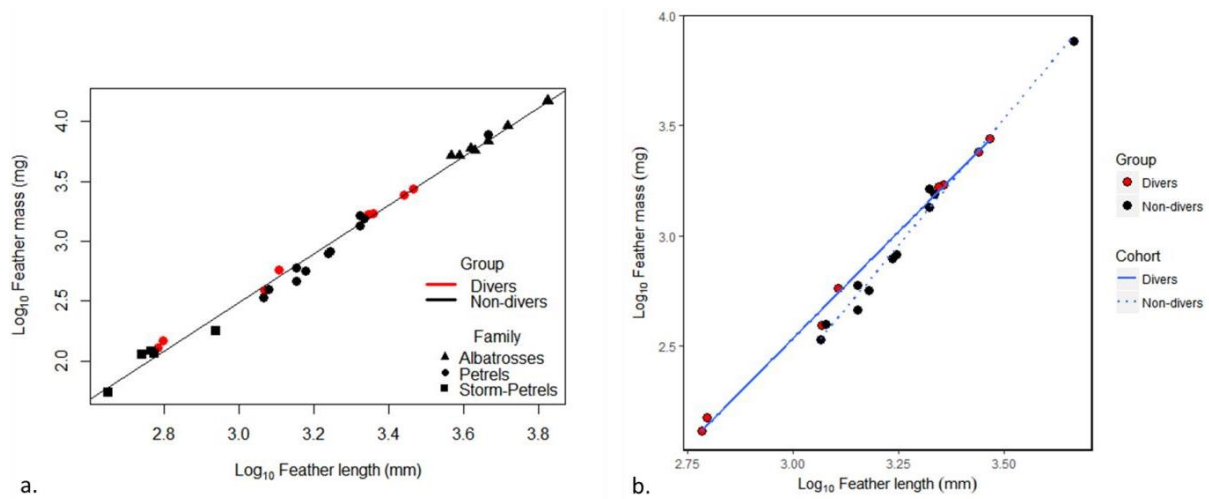 Log10 Feather mass (mg)
4.0
3.5
3.0
2.5
2.0
Group
Divers
Non-divers
Family
Albatrosses
Petrels
Storm-Petrels
2.8 3.0 3.2 3.4 3.6 3.8
Log10 Feather length (mm)
a.
Log10 Feather mass (mg)
4.0
3.5
3.0
2.5
2.75 3.00 3.25 3.50
Log10 Feather length (mm)
b.
Group
Divers
Non-divers
Cohort
Divers
Non-divers